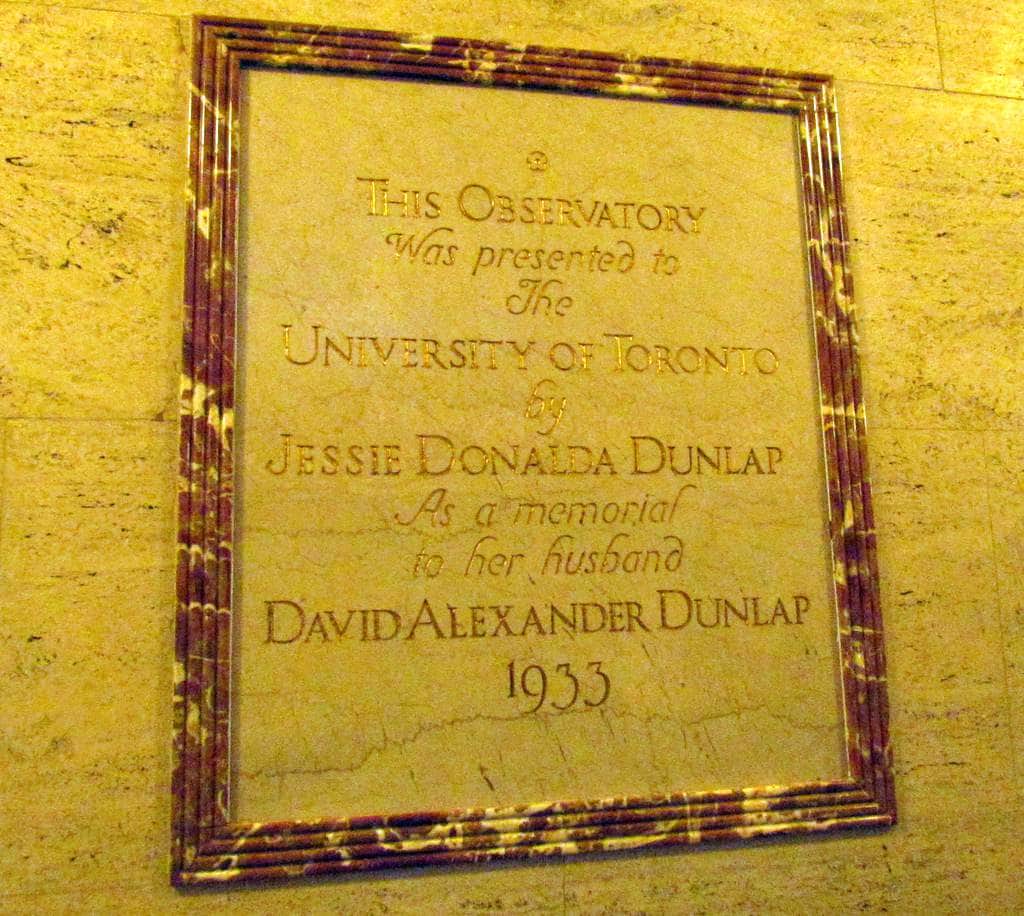 THIS OBSERVATORY
Was presented to
The
UNIVERSITY OF TORONTO
by
JESSIE DONALDA DUNLAP
As a memorial
to her husband
DAVID ALEXANDER DUNLAP
1933